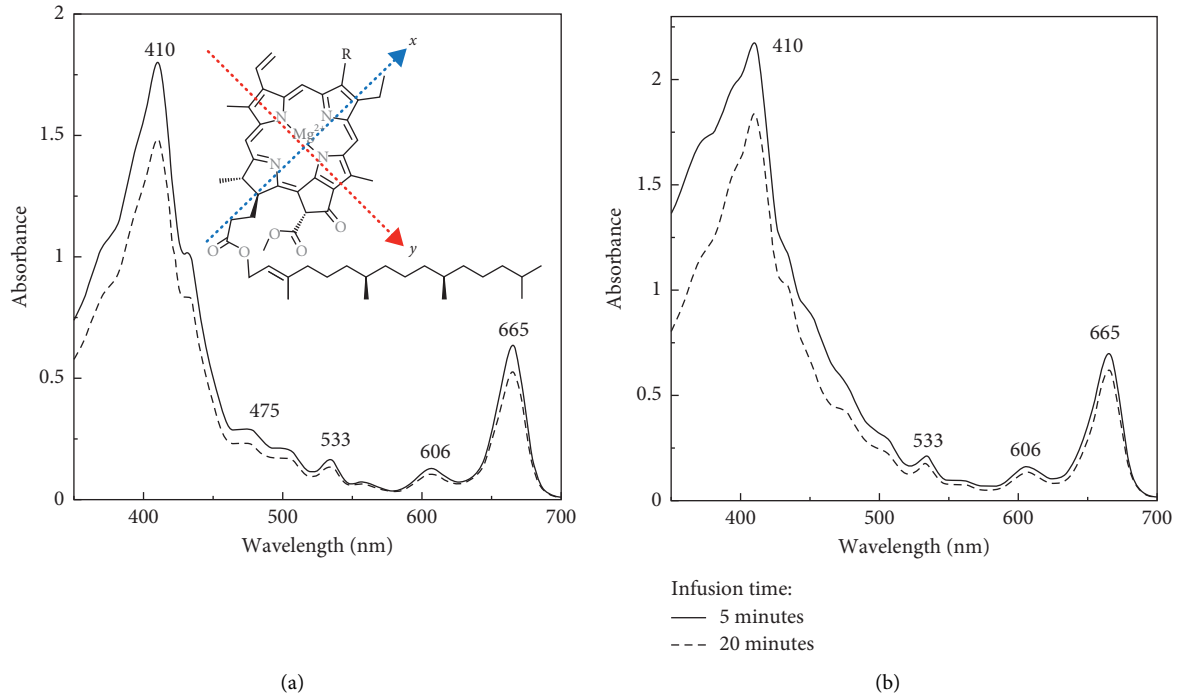 2
1.5
1
0.5
0
Absorbance
410
475
533
606
665
400
500
600
700
Wavelength (nm)
R
x
y
N
N
Mg2+
N
N
O
O
O
O
O
(a)
2
1.5
1
0.5
0
Absorbance
410
533
606
665
400
500
600
700
Wavelength (nm)
Infusion time:
5 minutes
20 minutes
(b)